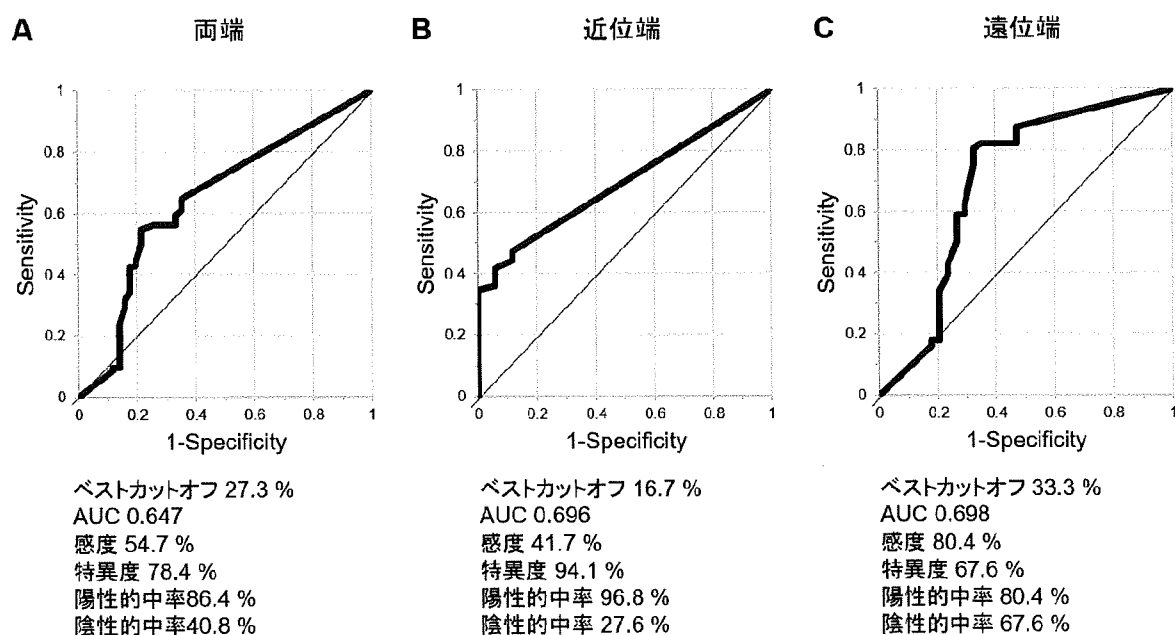 A 両端
B 近位端
C 遠位端
1
0.8
0.6
0.4
0.2
0
Sensitivity
0 0.2 0.4 0.6 0.8 1
1-Specificity
1
0.8
0.6
0.4
0.2
0
Sensitivity
0 0.2 0.4 0.6 0.8 1
1-Specificity
1
0.8
0.6
0.4
0.2
0
Sensitivity
0 0.2 0.4 0.6 0.8 1
1-Specificity
ベストカットオフ 27.3 %
AUC 0.647
感度 54.7 %
特異度 78.4 %
陽性的中率86.4 %
陰性的中率40.8 %
ベストカットオフ 16.7 %
AUC 0.696
感度 41.7 %
特異度 94.1 %
陽性的中率 96.8 %
陰性的中率 27.6 %
ベストカットオフ 33.3 %
AUC 0.698
感度 80.4 %
特異度 67.6 %
陽性的中率 80.4 %
陰性的中率 67.6 %